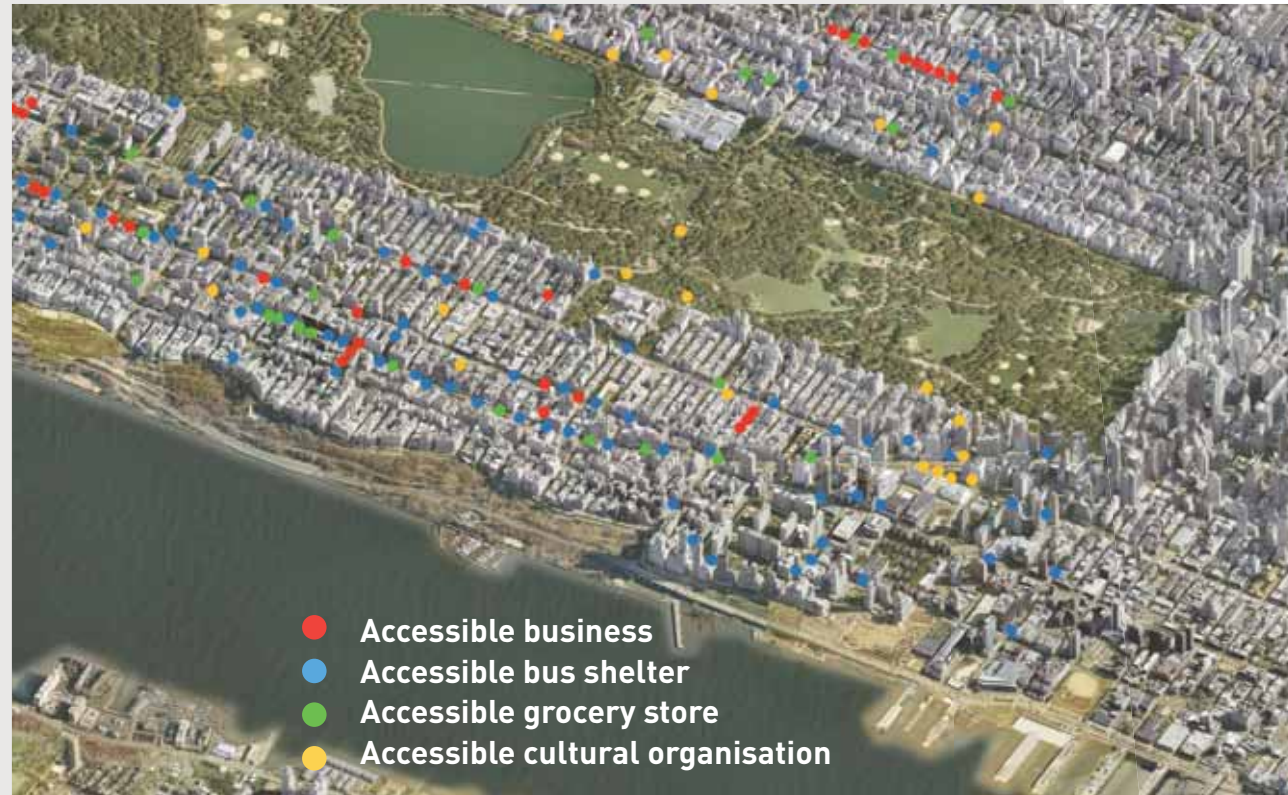 Accessible business
Accessible bus shelter
Accessible grocery store
Accessible cultural organisation